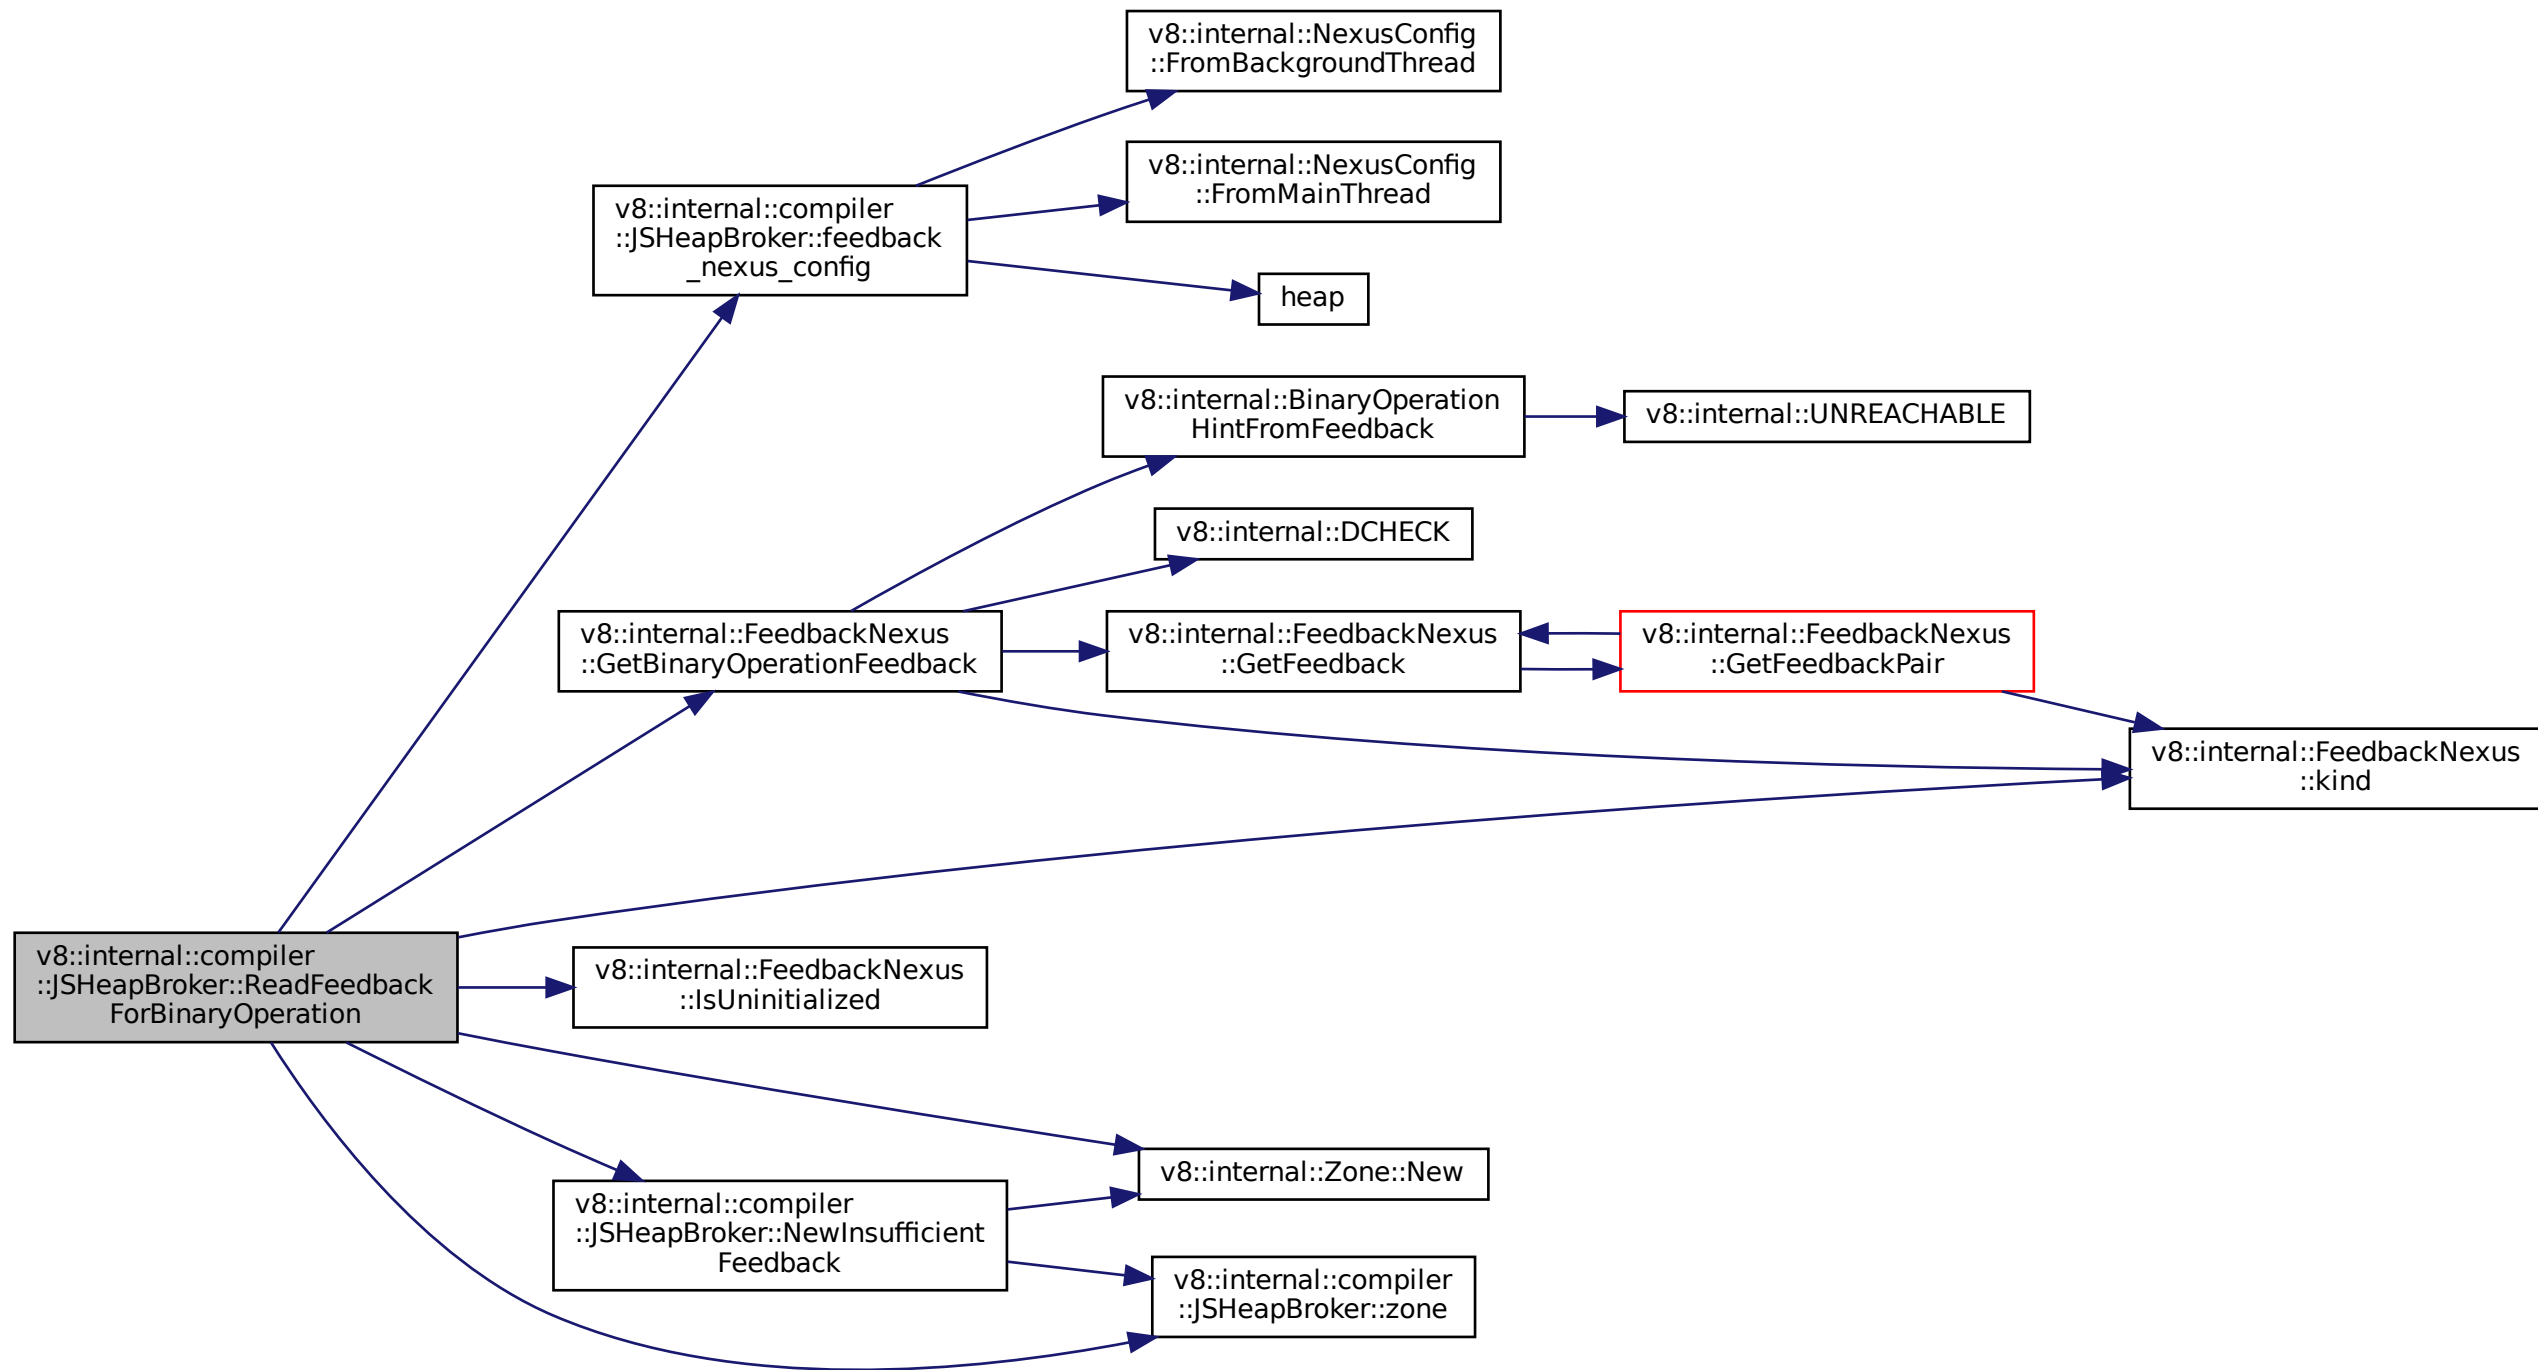 v8::internal::NexusConfig
::FromBackgroundThread
v8::internal::NexusConfig
::FromMainThread
v8::internal::compiler
::JSHeapBroker::feedback
_nexus_config
heap
v8::internal::BinaryOperation
HintFromFeedback
v8::internal::UNREACHABLE
v8::internal::DCHECK
v8::internal::FeedbackNexus
::GetBinaryOperationFeedback
v8::internal::FeedbackNexus
::GetFeedback
v8::internal::FeedbackNexus
::GetFeedbackPair
v8::internal::FeedbackNexus
::kind
v8::internal::compiler
::JSHeapBroker::ReadFeedback
ForBinaryOperation
v8::internal::FeedbackNexus
::IsUninitialized
v8::internal::Zone::New
v8::internal::compiler
::JSHeapBroker::NewInsufficient
Feedback
v8::internal::compiler
::JSHeapBroker::zone